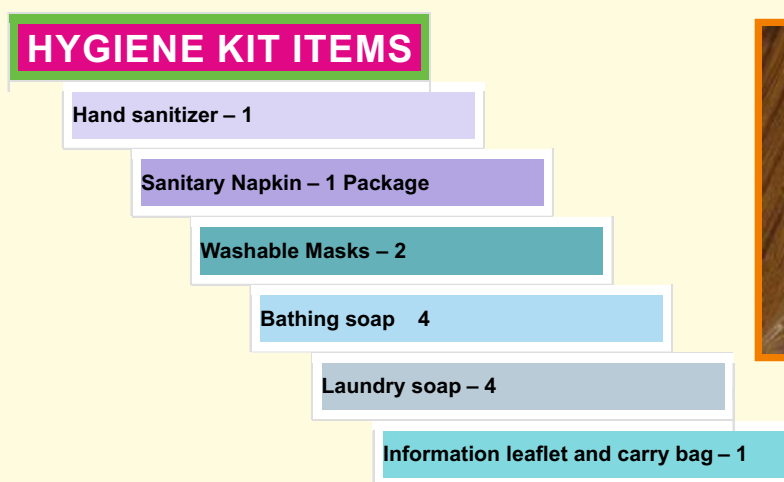 HYGIENE KIT ITEMS
Hand sanitizer – 1
Sanitary Napkin – 1 Package
Washable Masks – 2
Bathing soap   4
Laundry soap – 4
Information leaflet and carry bag – 1